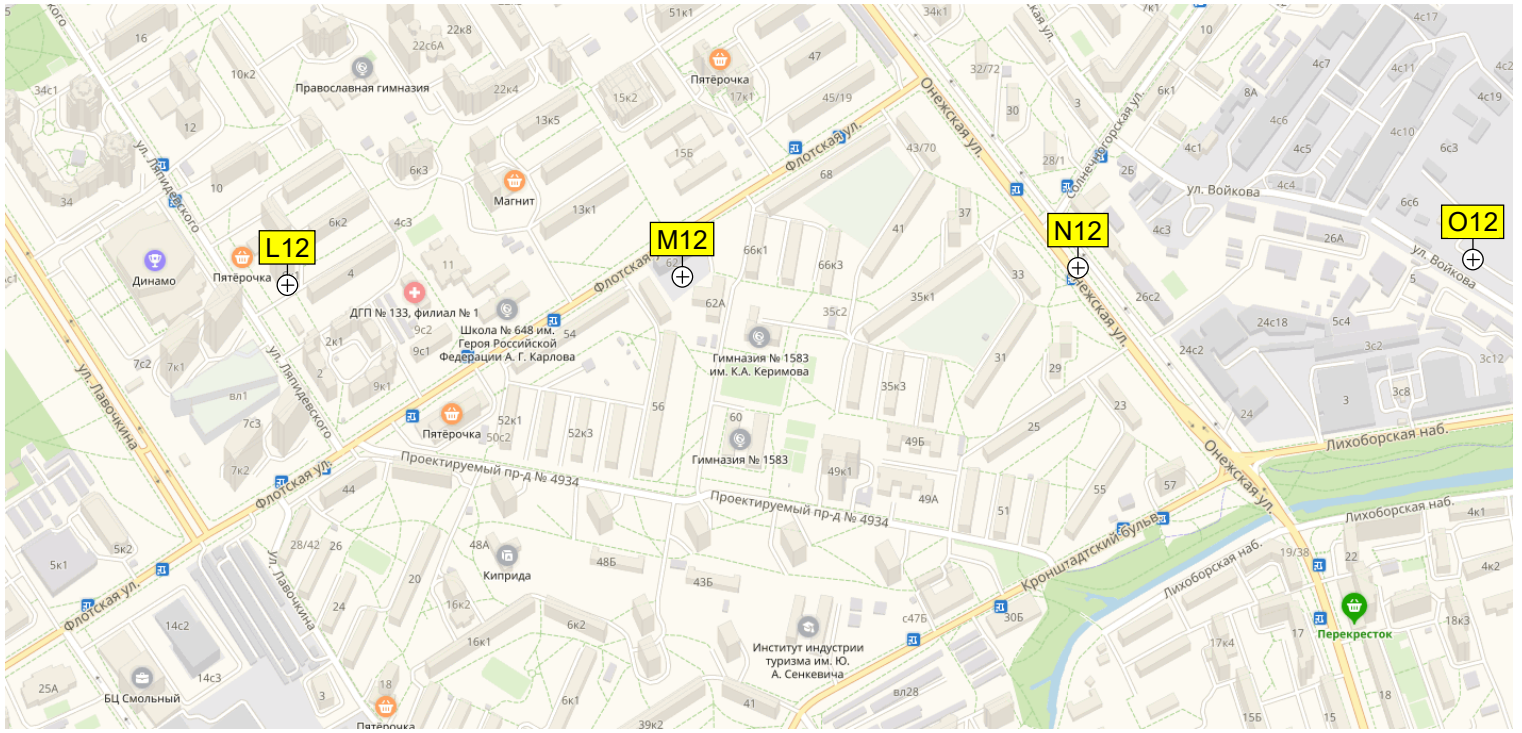 51к1
34к1
4с17
16
22к8
22с6А
47
32/72
10
4с7
4с11
4с2
10к2
Православная гимназия
Пятёрочка
17к1
Онежская ул.
34с1
22к4
15к2
45/19
30
3
6к1
8А
4с19
12
13к5
Флотская ул.
43/70
Солнечногорская ул.
4с6
4с10
ул. Ляпидевского
15Б
28/1
4с1
4с5
6с3
6к3
68
2Б
10
Магнит
ул. Войкова
4с4
34
13к1
37
6с6
6к2
4с3
41
4с3
L12
M12
N12
O12
66к1
66к3
26А
Динамо
Пятёрочка
4
11
62
33
ул. Войкова
5
ДГП № 133, филиал № 1
62А
35к1
26с2
Флотская ул.
Онежская ул.
9с2
Школа № 648 им.
Героя Российской
Федерации А. Г. Карлова
54
35с2
24с18
5с4
2к1
9с1
Гимназия № 1583
им. К.А. Керимова
31
24с2
3с2
3с12
7с2
7к1
2
ул. Ляпидевского
9к1
35к3
29
3с8
вл1
ул. Лавочкина
56
23
24
3
7с3
Пятёрочка
50с2
52к1
52к3
60
25
Лихоборская наб.
Гимназия № 1583
49Б
49к1
Онежская ул.
7к2
Флотская ул.
Проектируемый пр-д № 4934
44
Проектируемый пр-д № 4934
49А
51
55
57
Лихоборская наб.
4к1
5к2
28/42
26
48А
Киприда
48Б
43Б
Кронштадтский бульв.
Лихоборская наб.
19/38
22
4к2
5к1
ул. Лавочкина
20
Флотская ул.
24
16к2
6к2
с47Б
30Б
Перекресток
18к3
14с2
16к1
Институт индустрии
туризма им. Ю.
А. Сенкевича
17к4
17
25А
БЦ Смольный
14с3
3
18
Пятёрочка
6к1
39к2
41
вл28
15Б
15
18